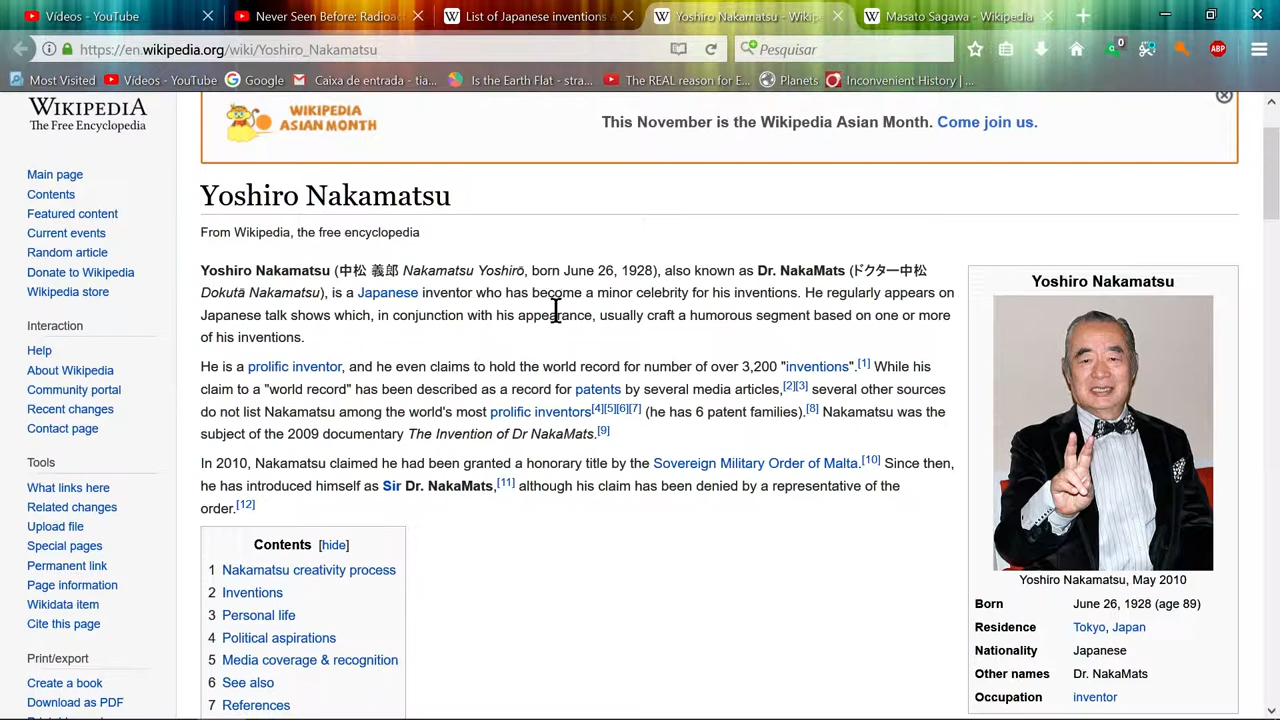 Vídeos - YouTube
Never Seen Before: Radioac
List of Japanese inventions a
Yoshiro Nakamatsu - Wikipe
Masato Sagawa - Wikipedia
https://en.wikipedia.org/wiki/Yoshiro_Nakamatsu
Pesquisar
0
ABP
Most Visited
Vídeos - YouTube
Google
Caixa de entrada - tia...
Is the Earth Flat - stra...
The REAL reason for E...
Planets
Inconvenient History | ...
WIKIPEDIA
The Free Encyclopedia
WIKIPEDIA
ASIAN MONTH
This November is the Wikipedia Asian Month. Come join us.
Main page
Contents
Featured content
Current events
Random article
Donate to Wikipedia
Wikipedia store
Interaction
Help
About Wikipedia
Community portal
Recent changes
Contact page
Tools
What links here
Related changes
Upload file
Special pages
Permanent link
Page information
Wikidata item
Cite this page
Print/export
Create a book
Download as PDF
Yoshiro Nakamatsu
From Wikipedia, the free encyclopedia
Yoshiro Nakamatsu (中松 義郎 Nakamatsu Yoshirō, born June 26, 1928), also known as Dr. NakaMats (ドクター中松
Dokutā Nakamatsu), is a Japanese inventor who has become a minor celebrity for his inventions. He regularly appears on
Japanese talk shows which, in conjunction with his appearance, usually craft a humorous segment based on one or more
of his inventions.
He is a prolific inventor, and he even claims to hold the world record for number of over 3,200 "inventions".[1] While his
claim to a "world record" has been described as a record for patents by several media articles,[2][3] several other sources
do not list Nakamatsu among the world's most prolific inventors[4][5][6][7] (he has 6 patent families).[8] Nakamatsu was the
subject of the 2009 documentary The Invention of Dr NakaMats.[9]
In 2010, Nakamatsu claimed he had been granted a honorary title by the Sovereign Military Order of Malta.[10] Since then,
he has introduced himself as Sir Dr. NakaMats,[11] although his claim has been denied by a representative of the
order.[12]
Contents [hide]
1 Nakamatsu creativity process
2 Inventions
3 Personal life
4 Political aspirations
5 Media coverage & recognition
6 See also
7 References
Yoshiro Nakamatsu
Yoshiro Nakamatsu, May 2010
Born June 26, 1928 (age 89)
Residence Tokyo, Japan
Nationality Japanese
Other names Dr. NakaMats
Occupation inventor